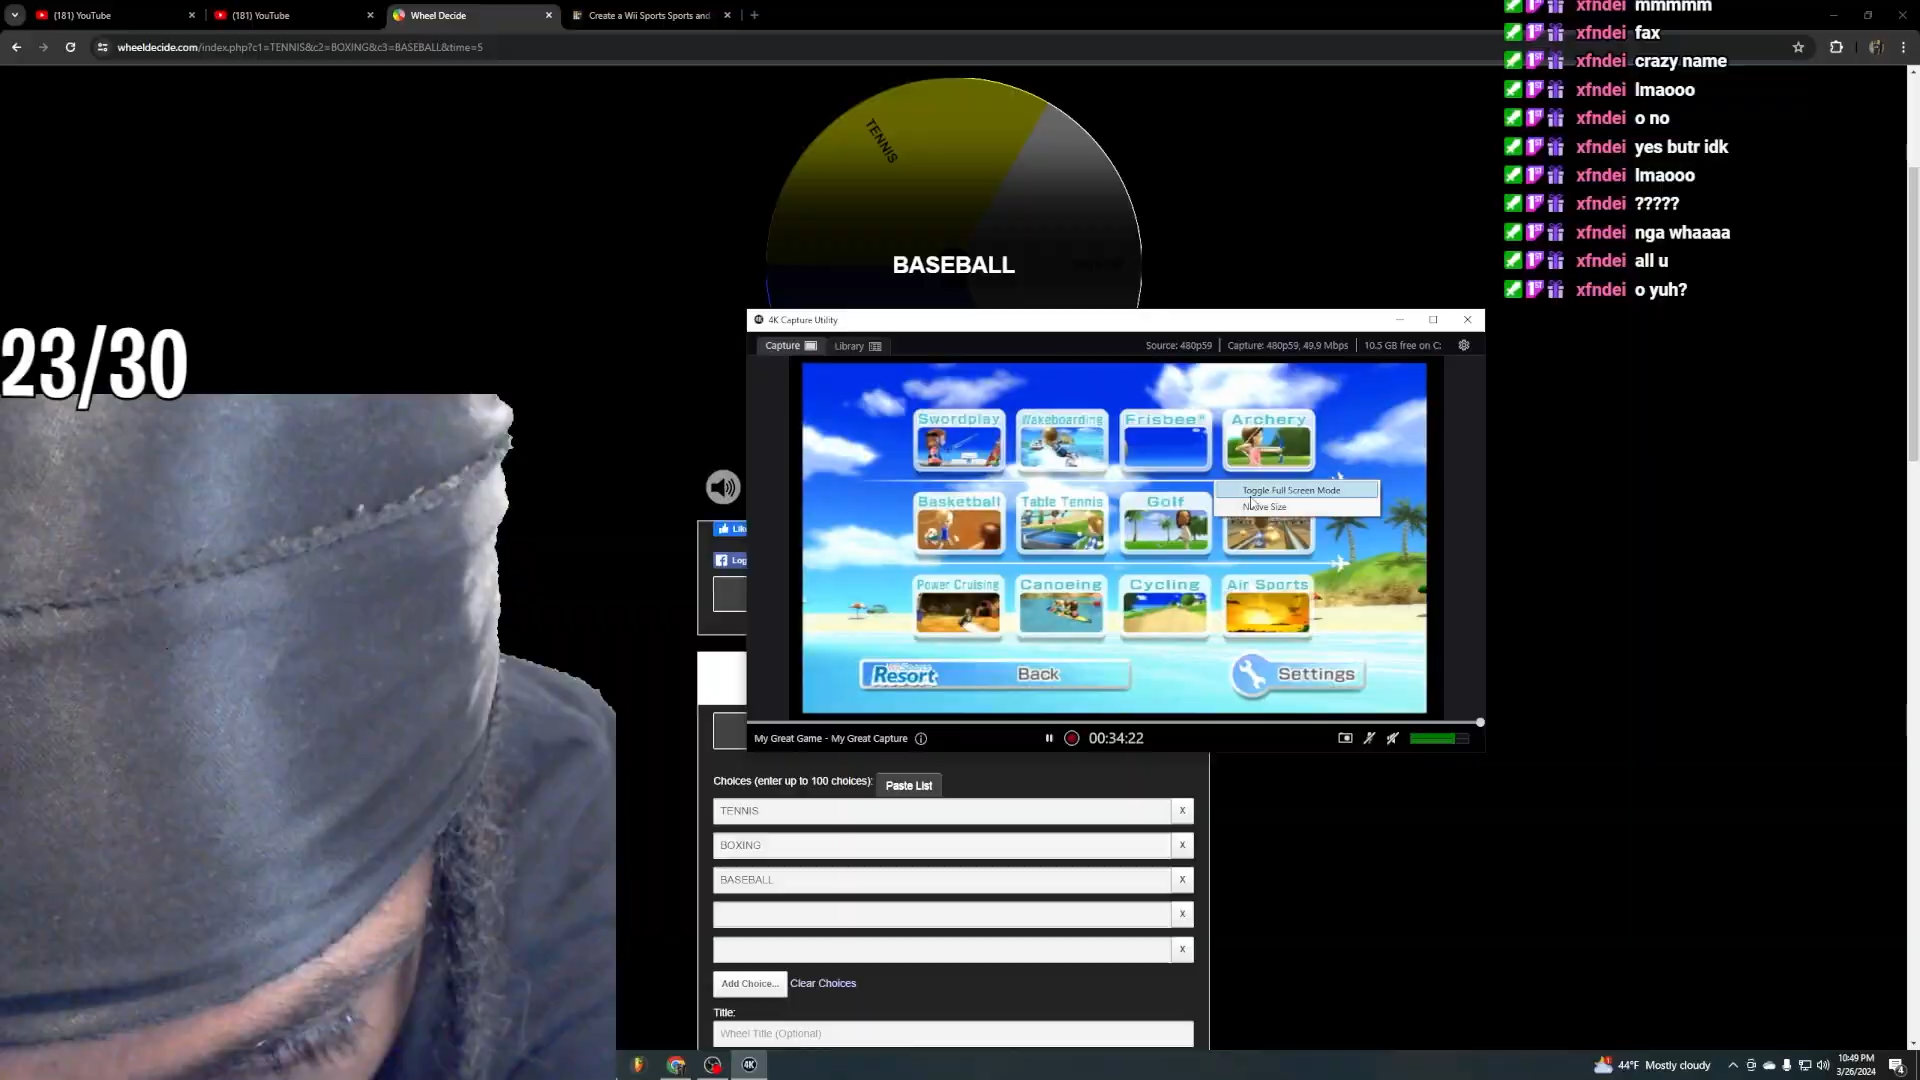 (181) YouTube
(181) YouTube
Wheel Decide
Create a Wii Sports Sports and
wheeldecide.com/index.php?c1=TENNIS&c2=BOXING&c3=BASEBALL&time=5
xfndei mmmmm
xfndei fax
xfndei crazy name
xfndei lmaooo
xfndei o no
xfndei yes butr idk
xfndei lmaooo
xfndei ?????
xfndei nga whaaaa
xfndei all u
xfndei o yuh?
TENNIS
BASEBALL
23/30
4K Capture Utility
Capture
Library
Source: 480p59
Capture: 480p59, 49.9 Mbps
10.5 GB free on C:
Swordplay
Wakeboarding
Frisbee®
Archery
Toggle Full Screen Mode
Native Size
Basketball
Table Tennis
Golf
Power Cruising
Canoeing
Cycling
Air Sports
Resort
Back
Settings
My Great Game - My Great Capture
00:34:22
Choices (enter up to 100 choices):
Paste List
TENNIS
X
BOXING
X
BASEBALL
X
X
X
Add Choice...
Clear Choices
Title:
Wheel Title (Optional)
44°F Mostly cloudy
10:49 PM
3/26/2024